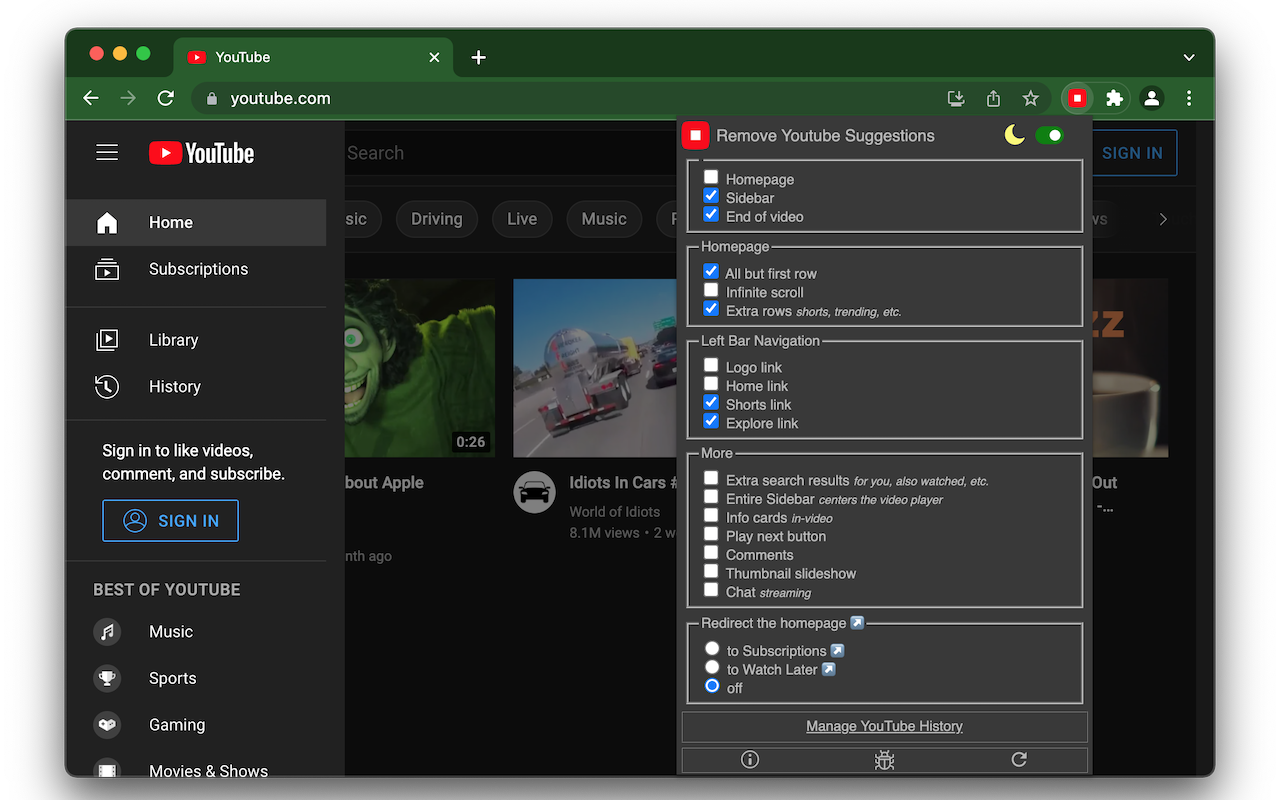 YouTube
youtube.com
Remove Youtube Suggestions
YouTube
Search
SIGN IN
Home
Subscriptions
Library
History
Sign in to like videos,
comment, and subscribe.
SIGN IN
BEST OF YOUTUBE
Music
Sports
Gaming
Movies & Shows
sic
Driving
Live
Music
ws
0:26
bout Apple
nth ago
Idiots In Cars #
World of Idiots
8.1M views • 2 w
ZZ
Out
-...
Homepage
Sidebar
End of video
Homepage
All but first row
Infinite scroll
Extra rows shorts, trending, etc.
Left Bar Navigation
Logo link
Home link
Shorts link
Explore link
More
Extra search results for you, also watched, etc.
Entire Sidebar centers the video player
Info cards in-video
Play next button
Comments
Thumbnail slideshow
Chat streaming
Redirect the homepage
to Subscriptions
to Watch Later
off
Manage YouTube History